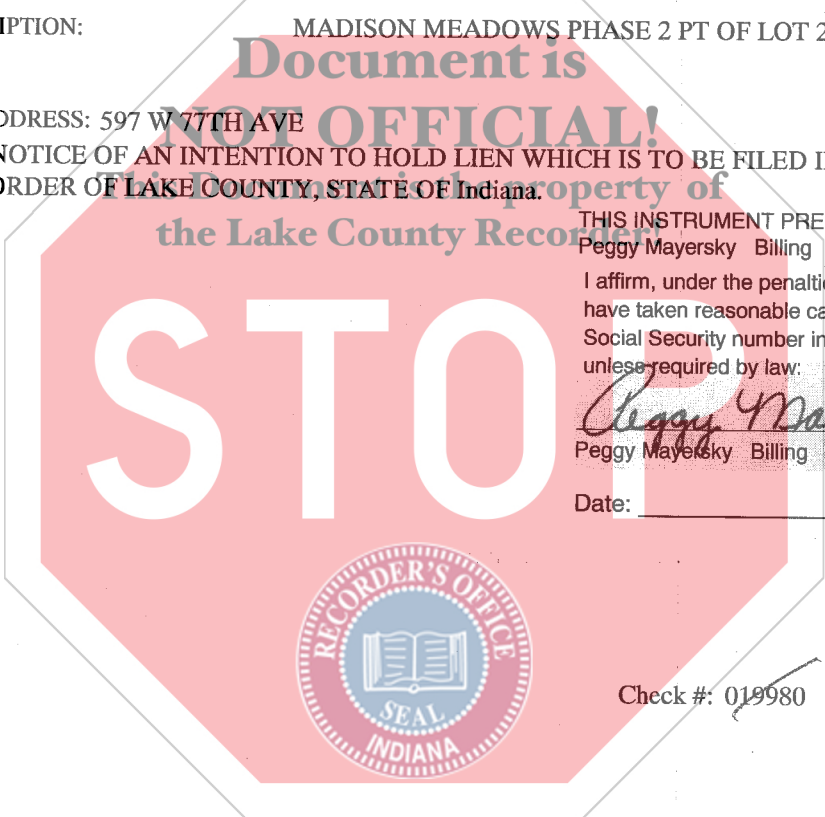 IPTION: MADISON MEADOWS PHASE 2 PT OF LOT 2
Document is
DDRESS: 597 W 77TH AVE
NOT OFFICIAL!
NOTICE OF AN INTENTION TO HOLD LIEN WHICH IS TO BE FILED I
ORDER OF LAKE COUNTY, STATE OF Indiana.
This Document is the property of
the Lake County Recorder!
THIS INSTRUMENT PRE
Peggy Mayersky Billing
I affirm, under the penalti
have taken reasonable ca
Social Security number in
unless required by law:
STOP
Peggy Ma
Peggy Mayersky Billing
Date:
RECORDER'S OFFICE
SEAL
INDIANA
Check #: 019980